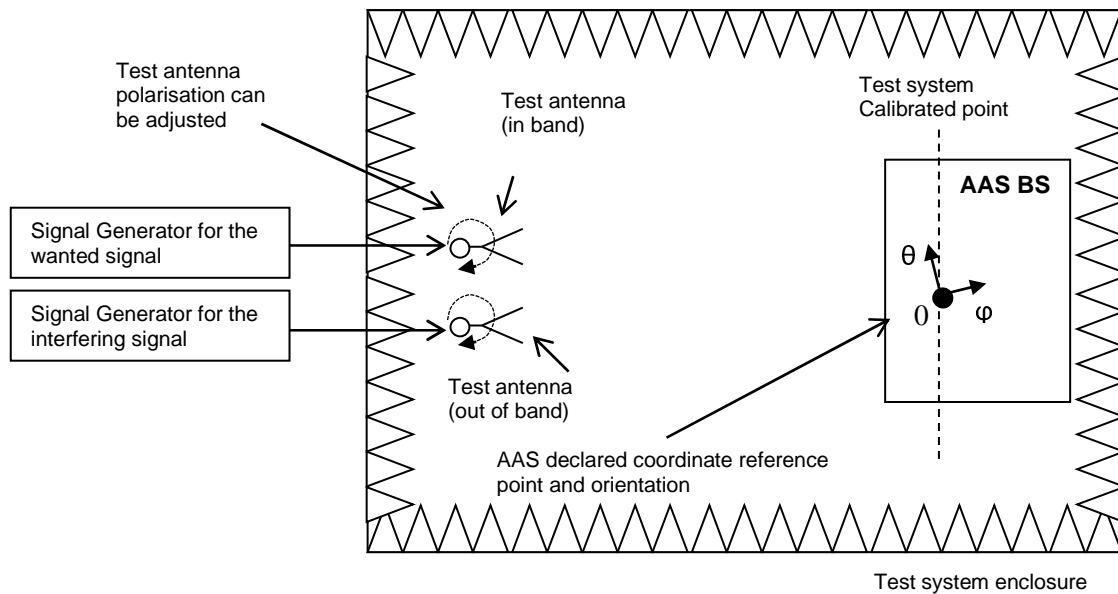 Test antenna
polarisation can
be adjusted
Test antenna
(in band)
Test system
Calibrated point
AAS BS
Signal Generator for the
wanted signal
θ
0
φ
Signal Generator for the
interfering signal
Test antenna
(out of band)
AAS declared coordinate reference
point and orientation
Test system enclosure